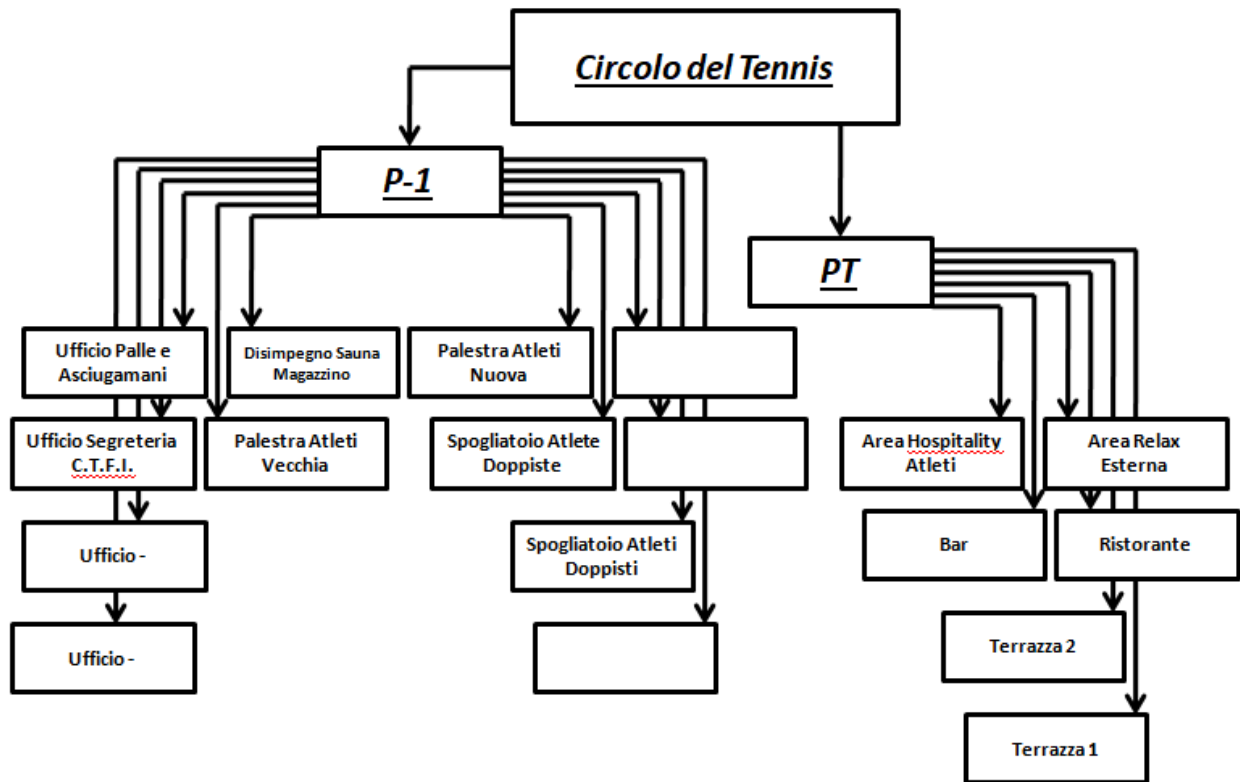 Circolo del Tennis
P-1
PT
Ufficio Palle e
Asciugamani
Disimpegno Sauna
Magazzino
Palestra Atleti
Nuova
Ufficio Segreteria
C.T.F.I.
Palestra Atleti
Vecchia
Spogliatoio Atlete
Doppiste
Area Hospitality
Atleti
Area Relax
Esterna
Ufficio -
Spogliatoio Atleti
Doppisti
Bar
Ristorante
Ufficio -
Terrazza 2
Terrazza 1